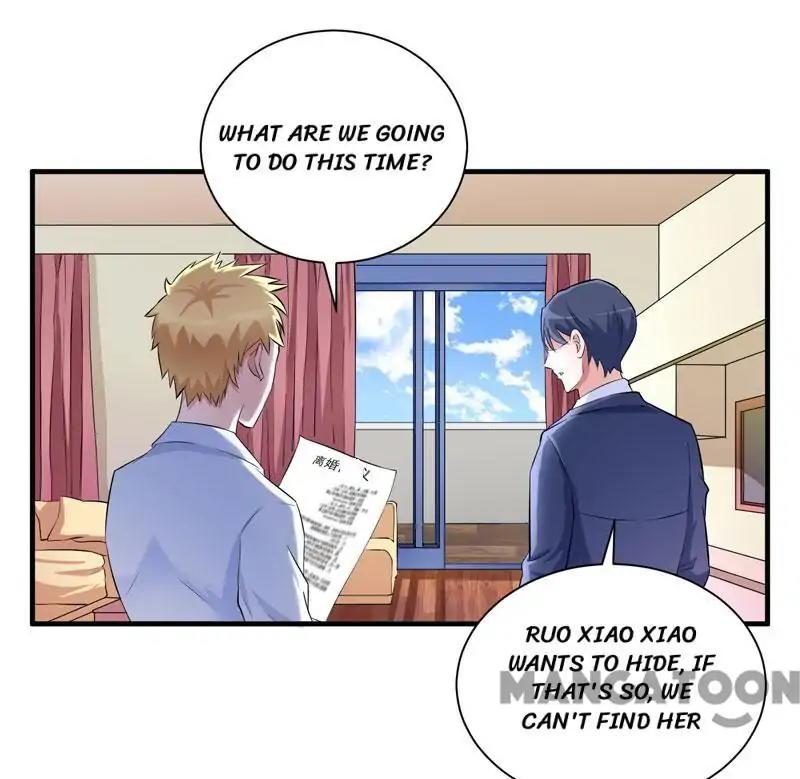 WHAT ARE WE GOING
TO DO THIS TIME?
离婚
RUO XIAO XIAO
WANTS TO HIDE, IF
THAT'S SO, WE
CAN'T FIND HER
MANGATOON